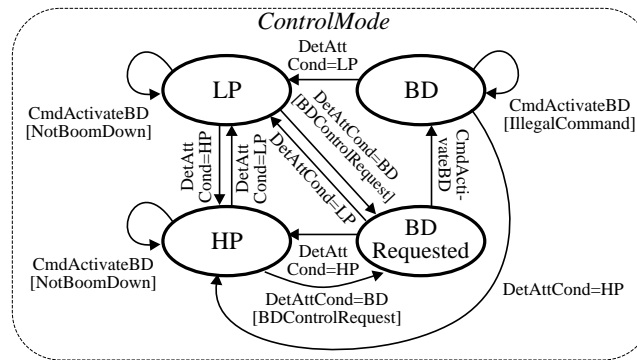 ControlMode
DetAtt
Cond=LP
LP
BD
CmdActivateBD
[NotBoomDown]
CmdActivateBD
[IllegalCommand]
DetAttCond=BD
[BDControlRequest]
DetAttCond=LP
DetAtt
Cond=HP
DetAtt
Cond=LP
CmdActi-
vateBD
HP
BD
Requested
DetAtt
Cond=HP
CmdActivateBD
[NotBoomDown]
DetAttCond=BD
[BDControlRequest]
DetAttCond=HP